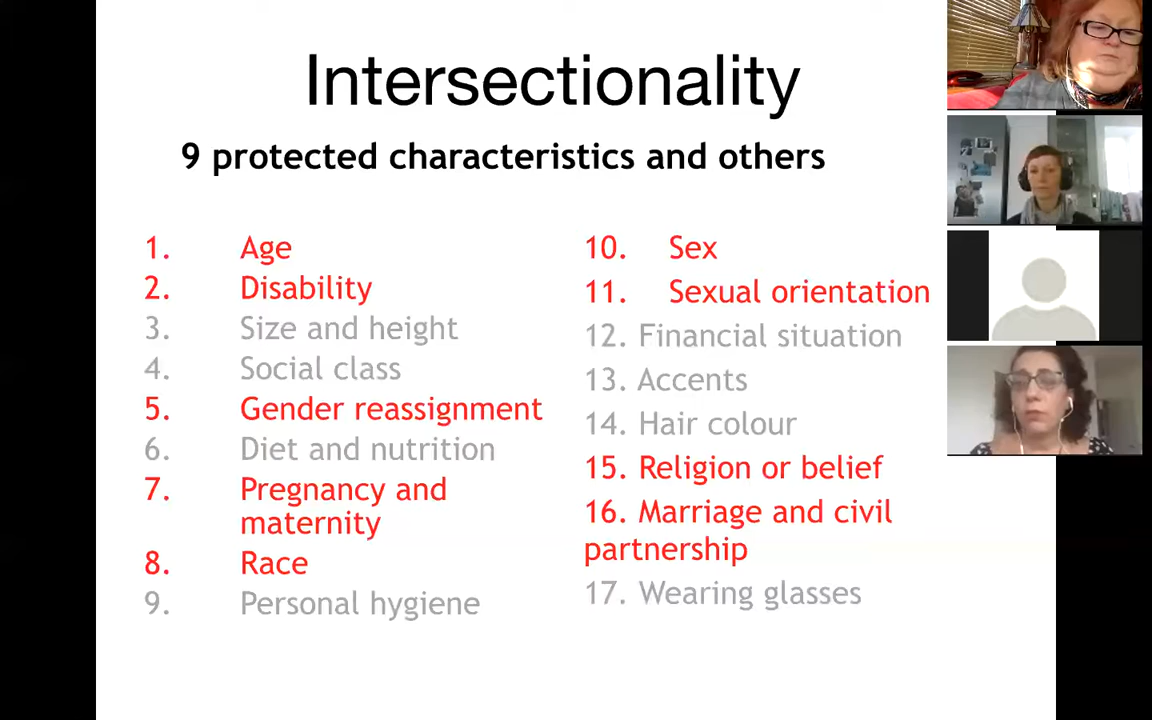 Intersectionality
9 protected characteristics and others
1. Age
2. Disability
3. Size and height
4. Social class
5. Gender reassignment
6. Diet and nutrition
7. Pregnancy and
maternity
8. Race
9. Personal hygiene
10. Sex
11. Sexual orientation
12. Financial situation
13. Accents
14. Hair colour
15. Religion or belief
16. Marriage and civil
partnership
17. Wearing glasses